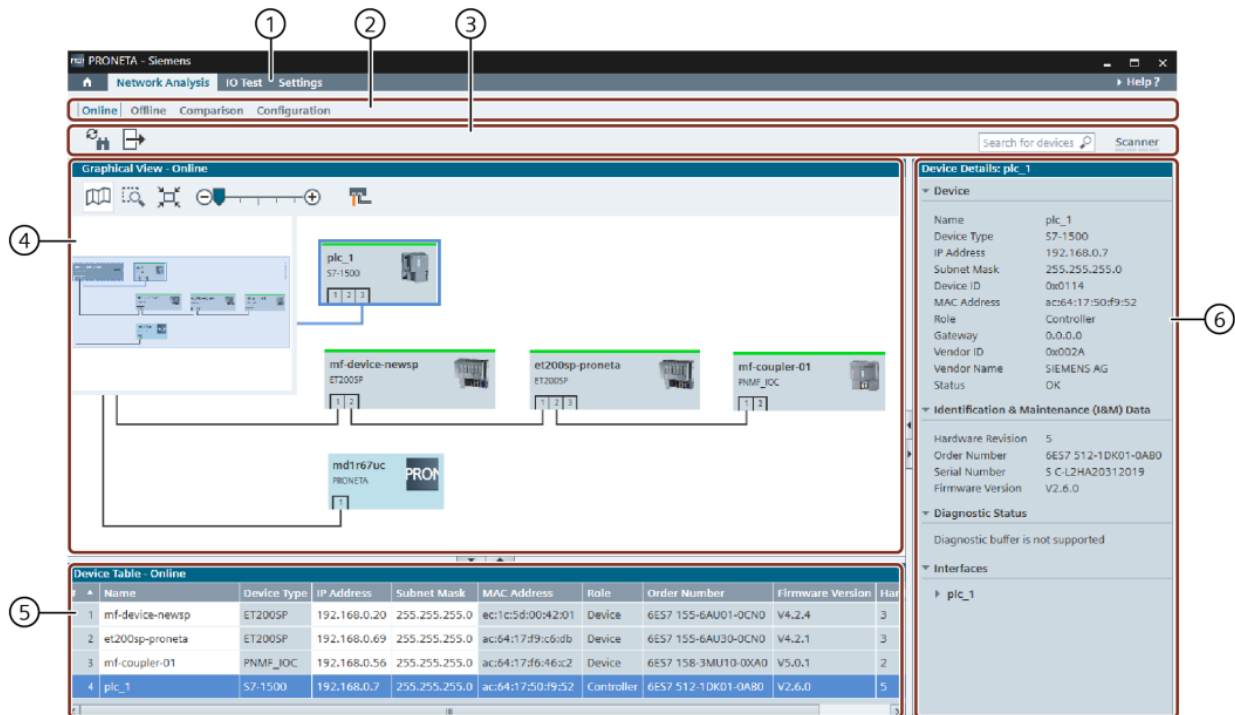 1 2 3
PRONETA - Siemens
Network Analysis IO Test Settings Help ?
Online Offline Comparison Configuration
Search for devices Scanner
Graphical View - Online
4
plc_1
S7-1500
1 2 3
mf-device-newsp
ET200SP
1 2
et200sp-proneta
ET200SP
1 2 3
mf-coupler-01
PNMF_IOC
1 2
md1r67uc
PRONETA
PRON
1
Device Details: plc_1
Device
Name plc_1
Device Type S7-1500
IP Address 192.168.0.7
Subnet Mask 255.255.255.0
Device ID 0x0114
MAC Address ac:64:17:50:f9:52
Role Controller
Gateway 0.0.0.0
Vendor ID 0x002A
Vendor Name SIEMENS AG
Status OK
6
Identification & Maintenance (I&M) Data
Hardware Revision 5
Order Number 6ES7 512-1DK01-0AB0
Serial Number S C-L2HA20312019
Firmware Version V2.6.0
Diagnostic Status
Diagnostic buffer is not supported
Interfaces
plc_1
Device Table - Online
Name Device Type IP Address Subnet Mask MAC Address Role Order Number Firmware Version Har
5
1 mf-device-newsp ET200SP 192.168.0.20 255.255.255.0 ec:1c:5d:00:42:01 Device 6ES7 155-6AU01-0CN0 V4.2.4 3
2 et200sp-proneta ET200SP 192.168.0.69 255.255.255.0 ac:64:17:f9:c6:db Device 6ES7 155-6AU30-0CN0 V4.2.1 3
3 mf-coupler-01 PNMF_IOC 192.168.0.56 255.255.255.0 ac:64:17:f6:46:c2 Device 6ES7 158-3MU10-0XA0 V5.0.1 2
4 plc_1 S7-1500 192.168.0.7 255.255.255.0 ac:64:17:50:f9:52 Controller 6ES7 512-1DK01-0AB0 V2.6.0 5